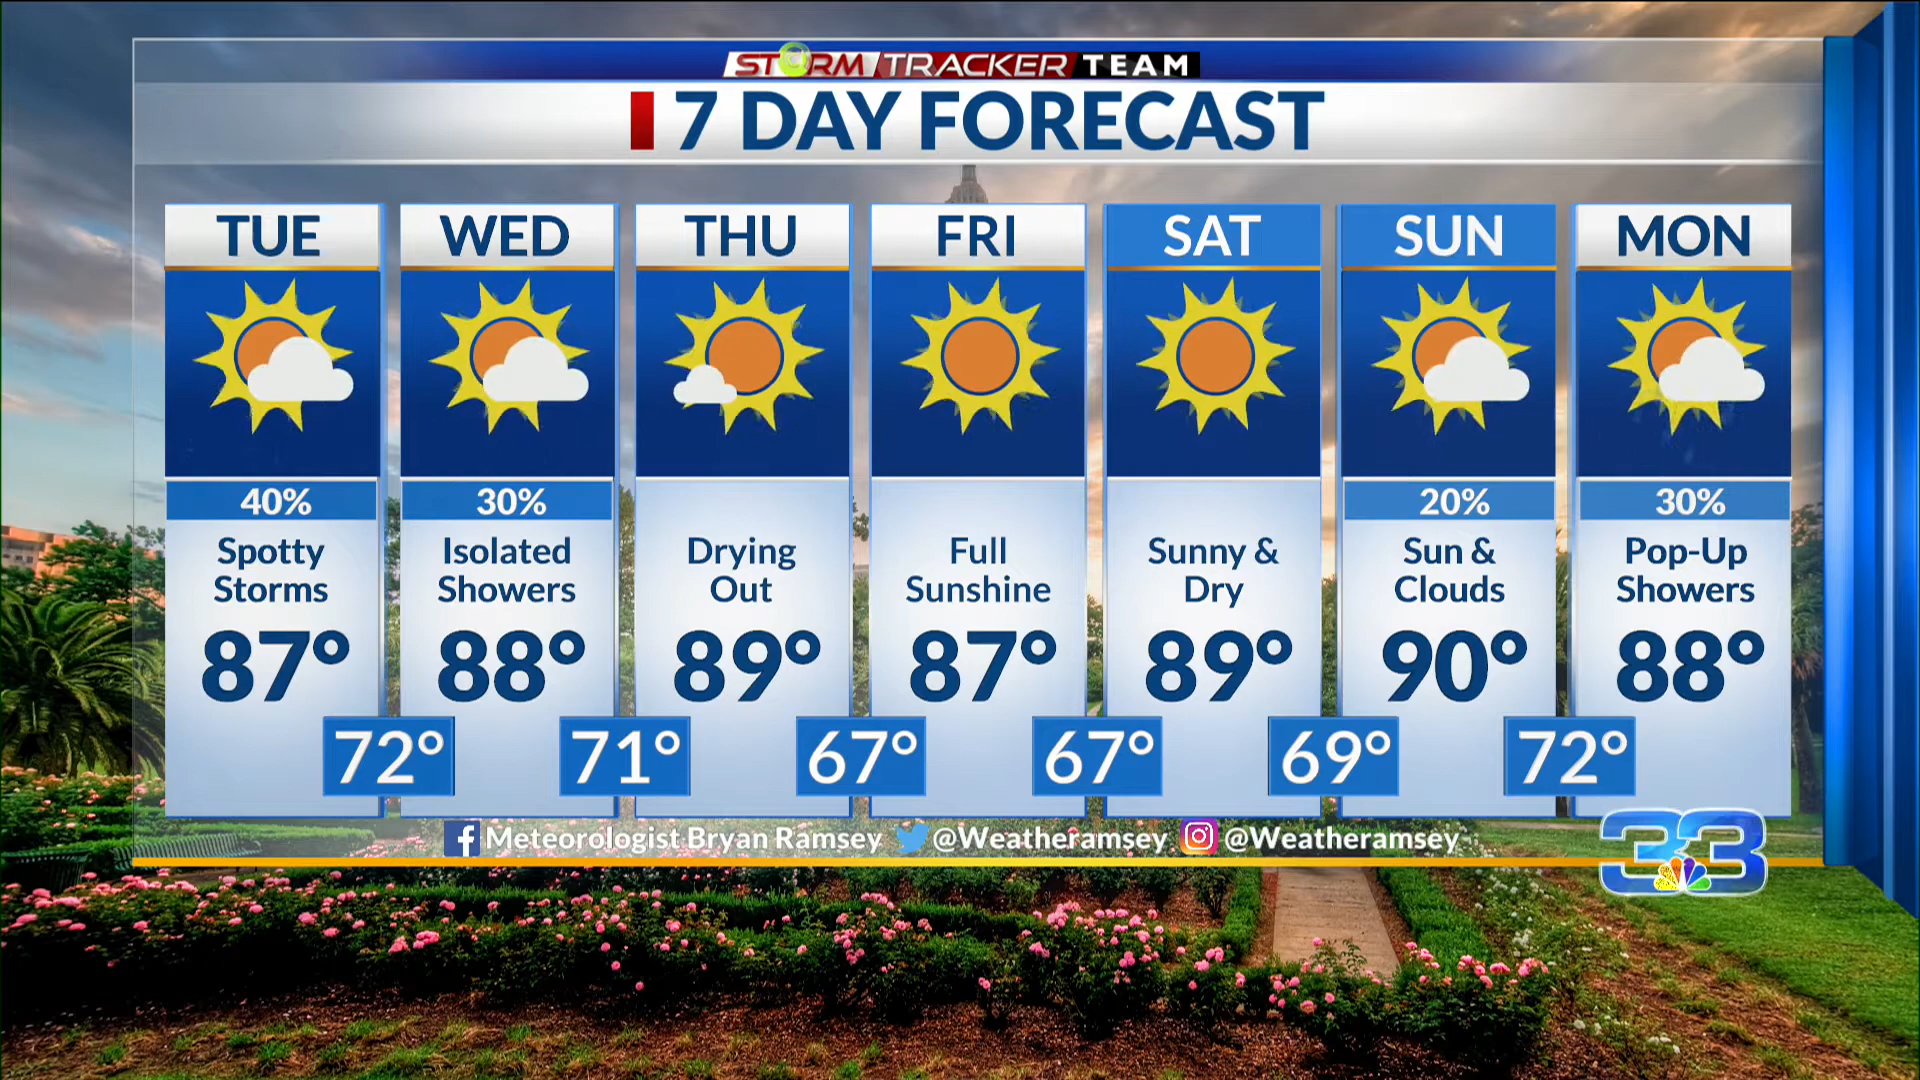 STORM TRACKER TEAM
7 DAY FORECAST
TUE WED THU FRI SAT SUN MON
40% 30% 20% 30%
Spotty Isolated Drying Full Sunny & Sun & Pop-Up
Storms Showers Out Sunshine Dry Clouds Showers
87° 88° 89° 87° 89° 90° 88°
72° 71° 67° 67° 69° 72°
Meteorologist Bryan Ramsey @Weatheramsey @Weatheramsey
33